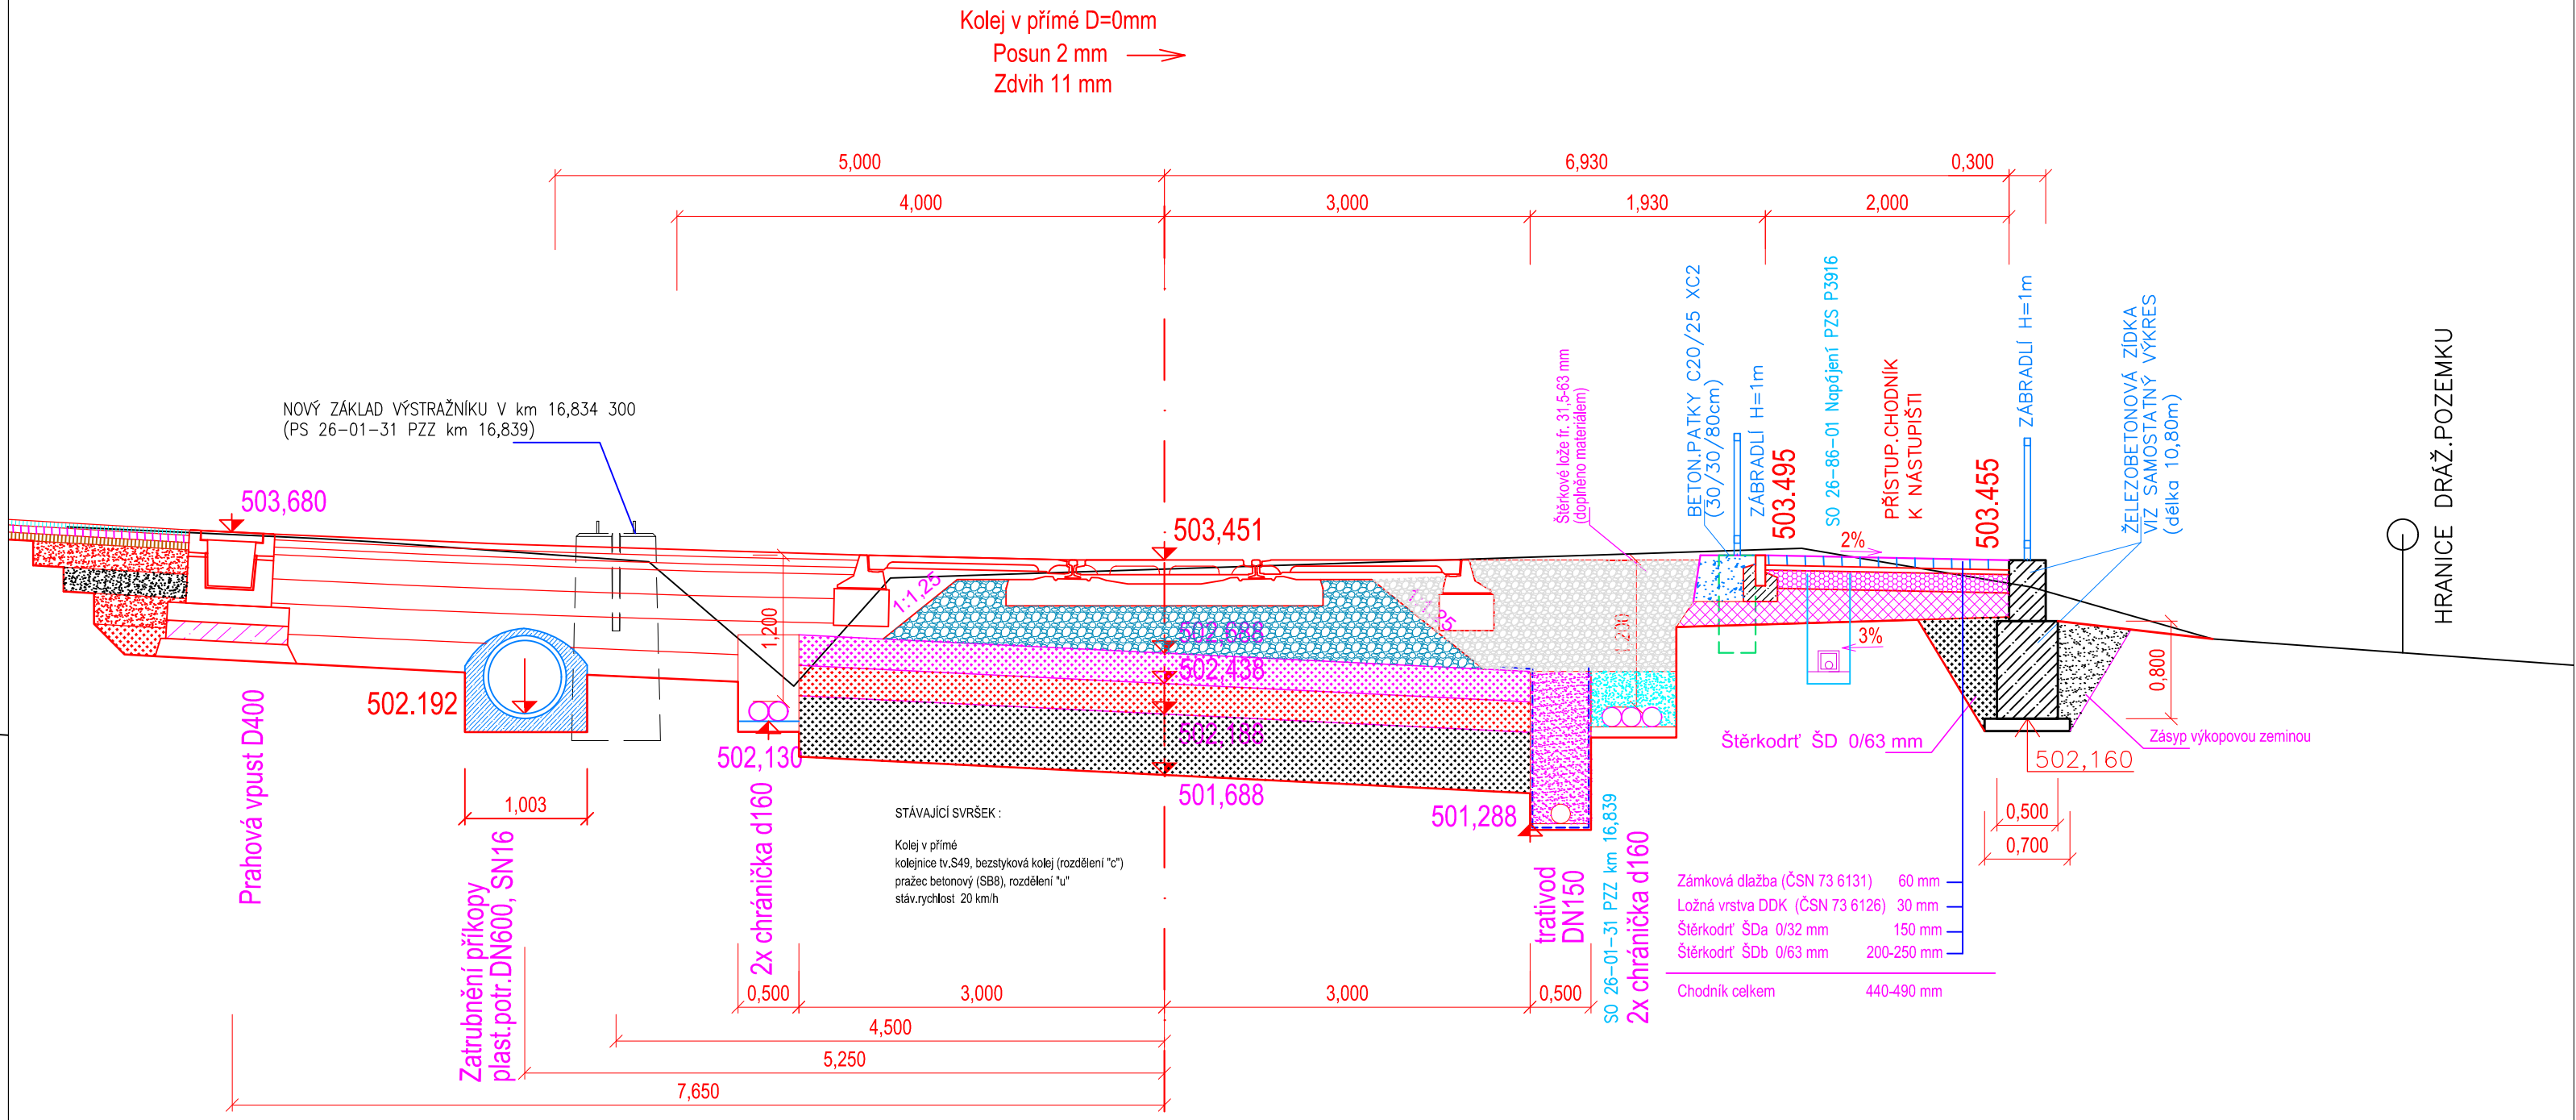 Kolej v přímé D=0mm
Posun 2 mm
Zdvih 11 mm
5,000
6,930
0,300
4,000
3,000
1,930
2,000
NOVÝ ZÁKLAD VÝSTRAŽNÍKU V km 16,834 300
(PS 26-01-31 PZZ km 16,839)
503,680
503,451
Štěrkové lože fr. 31,5-63 mm
(doplněno materiálem)
BETON.PATKY C20/25 XC2
(30/30/80cm)
ZÁBRADLÍ H=1m
503.495
SO 26-86-01 Napájení PZS P3916
PŘÍSTUP.CHODNÍK
K NÁSTUPIŠTI
503.455
ZÁBRADLÍ H=1m
ŽELEZOBETONOVÁ ZÍDKA
VIZ SAMOSTATNÝ VÝKRES
(délka 10,80m)
HRANICE DRÁŽ.POZEMKU
2%
3%
1:1,25
1:1,25
1,200
1,200
502,688
502,438
502,188
501,688
502.192
502,130
501,288
0,800
Štěrkodrť ŠD 0/63 mm
Zásyp výkopovou zeminou
502,160
0,500
0,700
Prahová vpust D400
1,003
Zatrubnění příkopy
plast.potr.DN600, SN16
2x chránička d160
STÁVAJÍCÍ SVRŠEK :
Kolej v přímé
kolejnice tv.S49, bezstyková kolej (rozdělení "c")
pražec betonový (SB8), rozdělení "u"
stáv.rychlost 20 km/h
trativod
DN150
SO 26-01-31 PZZ km 16,839
2x chránička d160
Zámková dlažba (ČSN 73 6131) 60 mm
Ložná vrstva DDK (ČSN 73 6126) 30 mm
Štěrkodrť ŠDa 0/32 mm 150 mm
Štěrkodrť ŠDb 0/63 mm 200-250 mm
Chodník celkem 440-490 mm
0,500
3,000
3,000
0,500
4,500
5,250
7,650